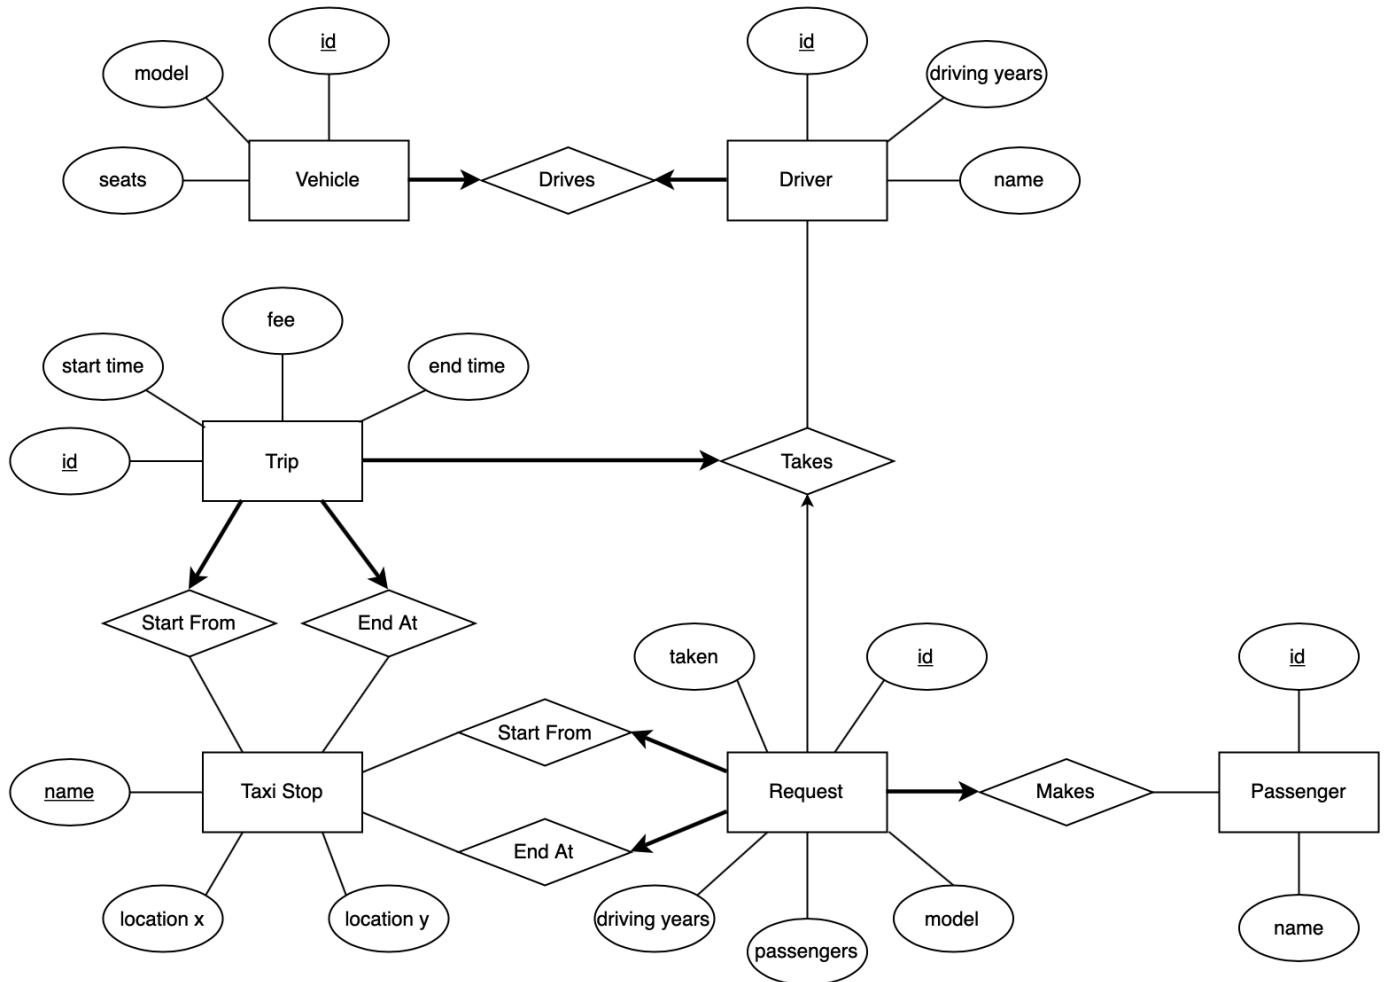 id
id
model
driving years
seats
Vehicle
Drives
Driver
name
fee
start time
end time
id
Trip
Takes
Start From
End At
taken
id
id
Start From
name
Taxi Stop
Request
Makes
Passenger
End At
location x
location y
driving years
model
name
passengers